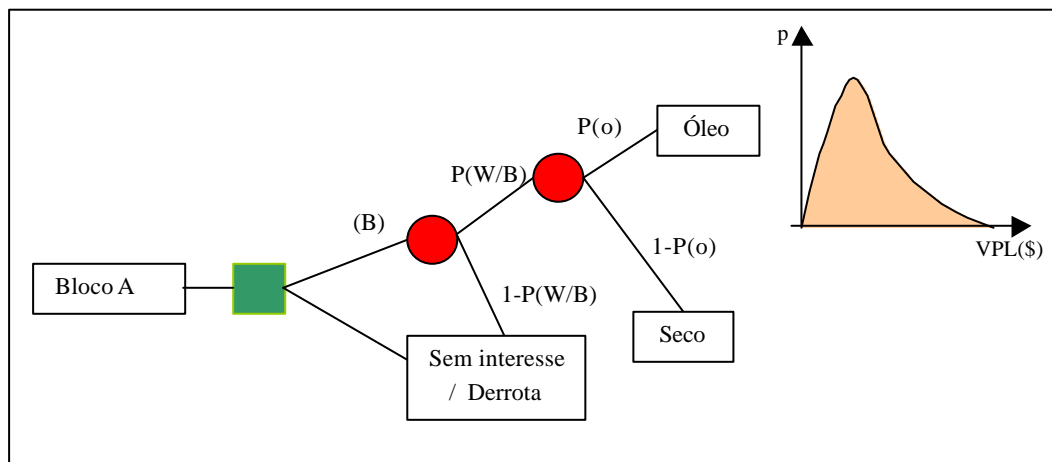 p
P(o)
Óleo
P(W/B)
(B)
VPL($)
1-P(o)
Bloco A
1-P(W/B)
Seco
Sem interesse
/ Derrota